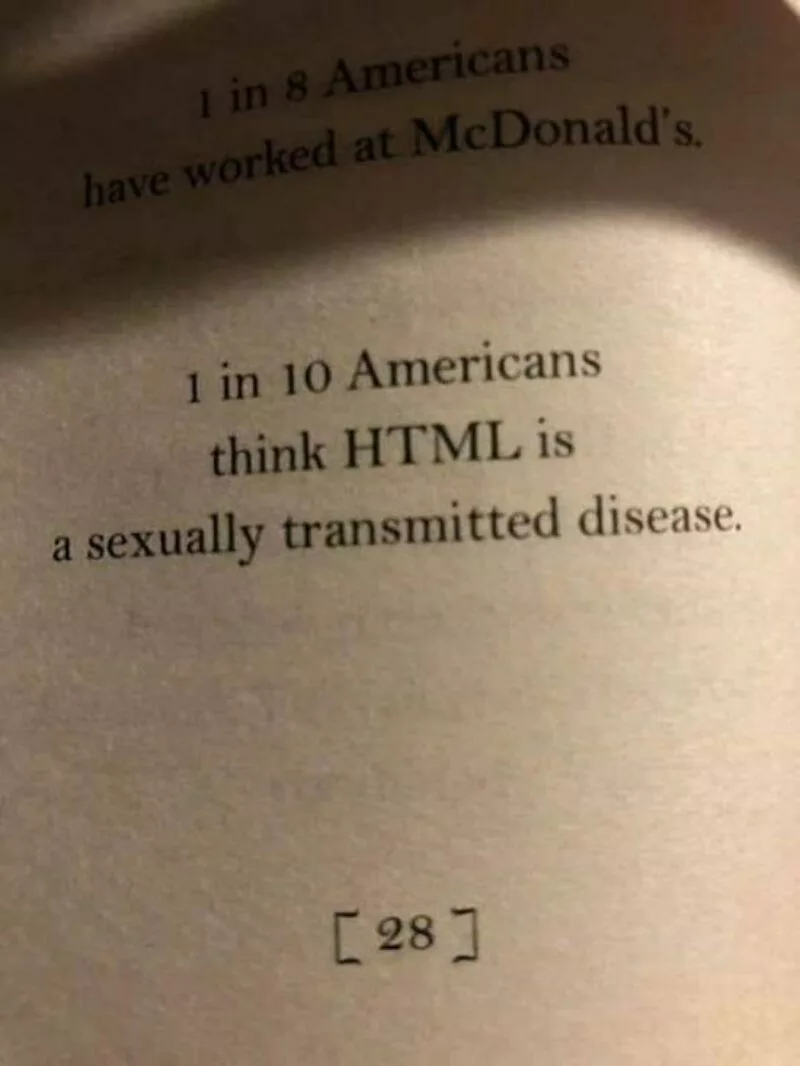 1 in 8 Americans
have worked at McDonald's.
1 in 10 Americans
think HTML is
a sexually transmitted disease.
[ 28 ]